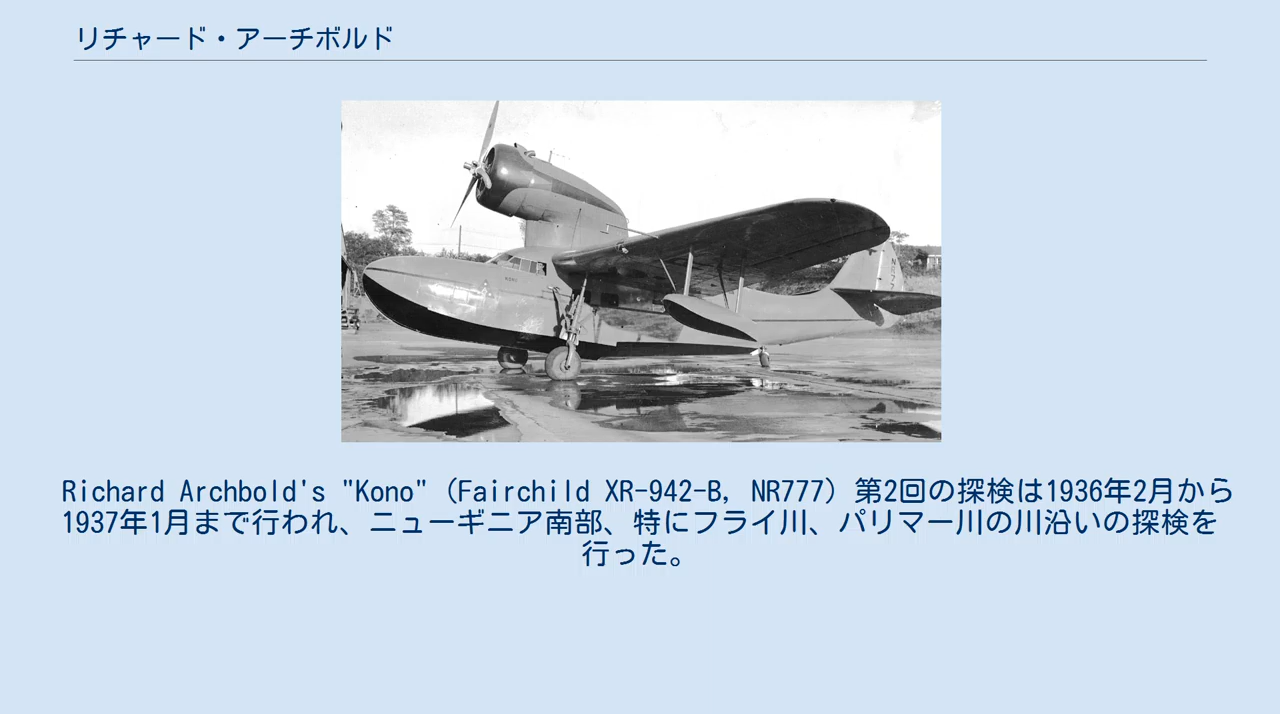 リチャード・アーチボルド
NR77
KONO
Richard Archbold's "Kono" (Fairchild XR-942-B, NR777) 第2回の探検は1936年2月から
1937年1月まで行われ、ニューギニア南部、特にフライ川、パリマー川の川沿いの探検を
行った。